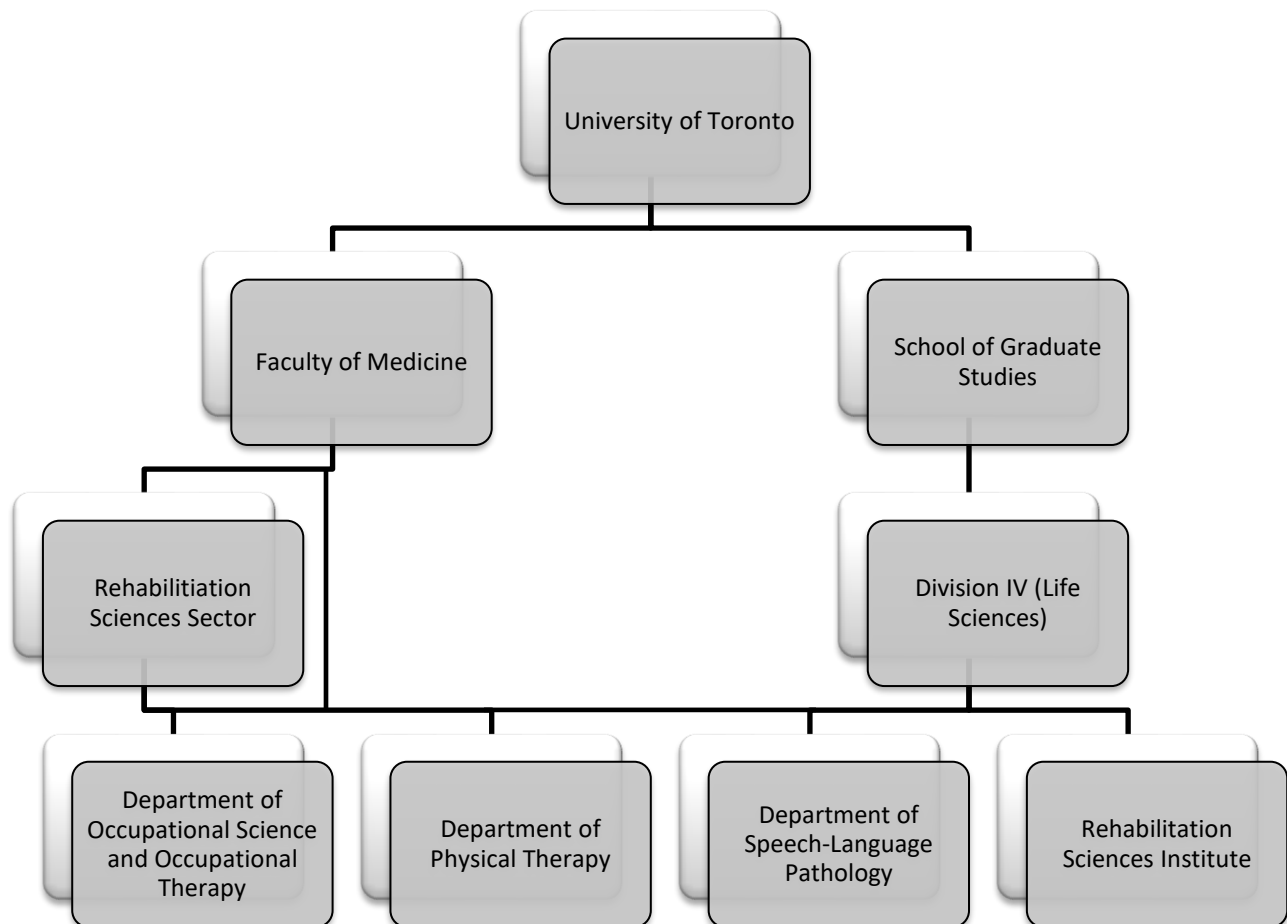 University of Toronto
Faculty of Medicine
School of Graduate
Studies
Rehabilitiation
Sciences Sector
Division IV (Life
Sciences)
Department of
Occupational Science
and Occupational
Therapy
Department of
Physical Therapy
Department of
Speech-Language
Pathology
Rehabilitation
Sciences Institute